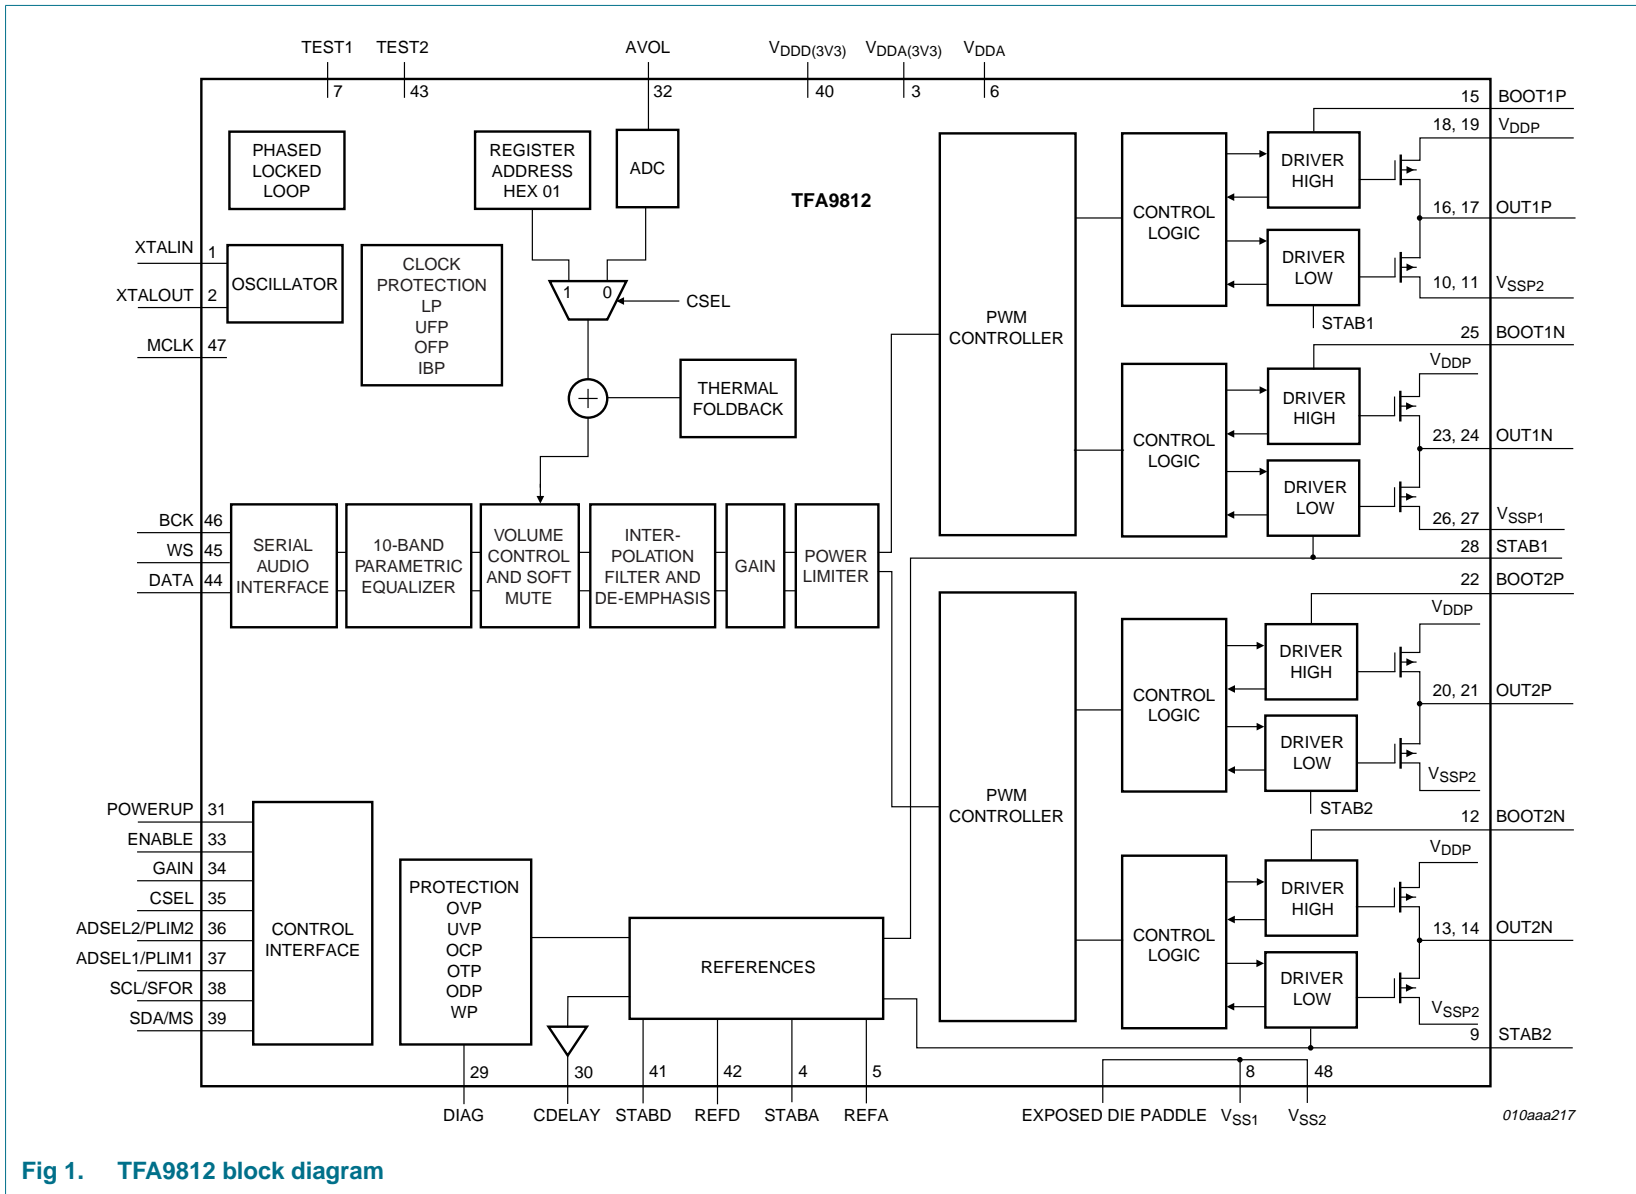 TEST1
TEST2
AVOL
VDDD(3V3)
VDDA(3V3)
VDDA
7
43
32
40
3
6
PHASED
LOCKED
LOOP
REGISTER
ADDRESS
HEX 01
ADC
TFA9812
XTALIN
1
XTALOUT
2
OSCILLATOR
MCLK
47
CLOCK
PROTECTION
LP
UFP
OFP
IBP
1
0
CSEL
+
THERMAL
FOLDBACK
BCK
46
WS
45
DATA
44
SERIAL
AUDIO
INTERFACE
10-BAND
PARAMETRIC
EQUALIZER
VOLUME
CONTROL
AND SOFT
MUTE
INTER-
POLATION
FILTER AND
DE-EMPHASIS
GAIN
POWER
LIMITER
PWM
CONTROLLER
CONTROL
LOGIC
DRIVER
HIGH
DRIVER
LOW
STAB1
15
BOOT1P
18, 19
VDDP
16, 17
OUT1P
10, 11
VSSP2
25
BOOT1N
VDDP
CONTROL
LOGIC
DRIVER
HIGH
DRIVER
LOW
23, 24
OUT1N
26, 27
VSSP1
28
STAB1
22
BOOT2P
VDDP
PWM
CONTROLLER
CONTROL
LOGIC
DRIVER
HIGH
DRIVER
LOW
STAB2
20, 21
OUT2P
VSSP2
12
BOOT2N
VDDP
CONTROL
LOGIC
DRIVER
HIGH
DRIVER
LOW
13, 14
OUT2N
VSSP2
9
STAB2
POWERUP
31
ENABLE
33
GAIN
34
CSEL
35
ADSEL2/PLIM2
36
ADSEL1/PLIM1
37
SCL/SFOR
38
SDA/MS
39
CONTROL
INTERFACE
PROTECTION
OVP
UVP
OCP
OTP
ODP
WP
REFERENCES
29
30
41
42
4
5
8
48
DIAG
CDELAY
STABD
REFD
STABA
REFA
EXPOSED DIE PADDLE
VSS1
VSS2
010aaa217
Fig 1. TFA9812 block diagram